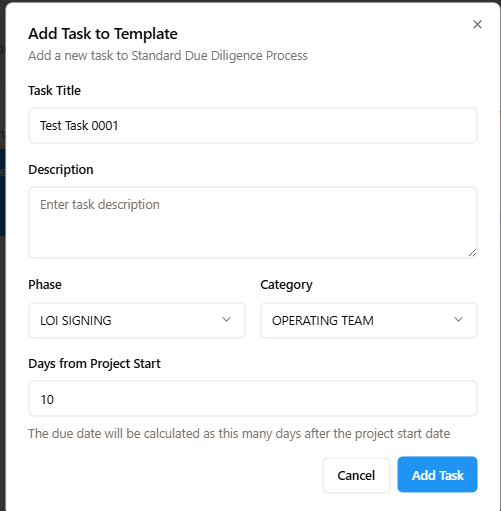 Add Task to Template
Add a new task to Standard Due Diligence Process
Task Title
Test Task 0001
Description
Enter task description
Phase
Category
LOI SIGNING
OPERATING TEAM
Days from Project Start
10
The due date will be calculated as this many days after the project start date
Cancel
Add Task